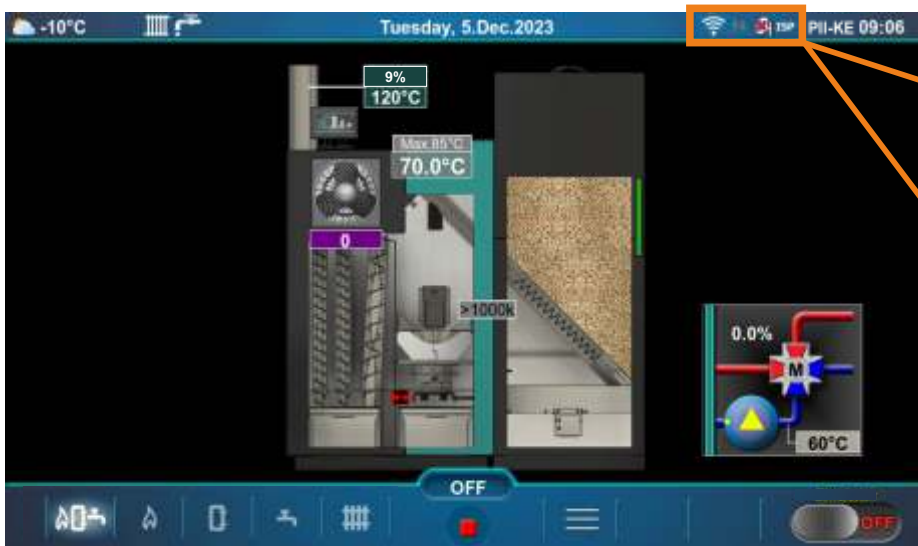 -10°C
Tuesday, 5.Dec.2023
ISP
PII-KE 09:06
9%
120°C
Max.85°C
70.0°C
0
>1000k
0.0%
M
60°C
OFF
OFF